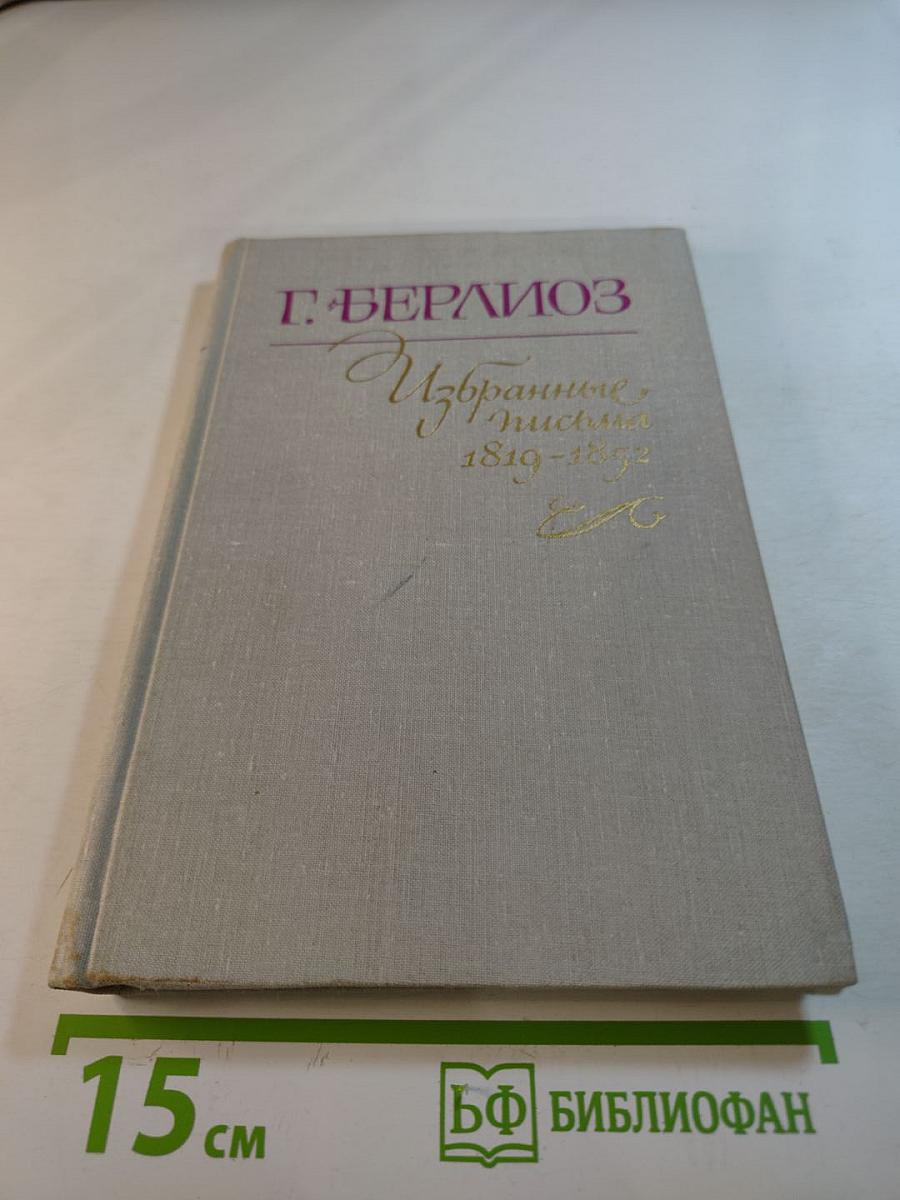 Г. БЕРЛИОЗ
Избранные
письма
1819-1852
15 см
БФ БИБЛИОФАН